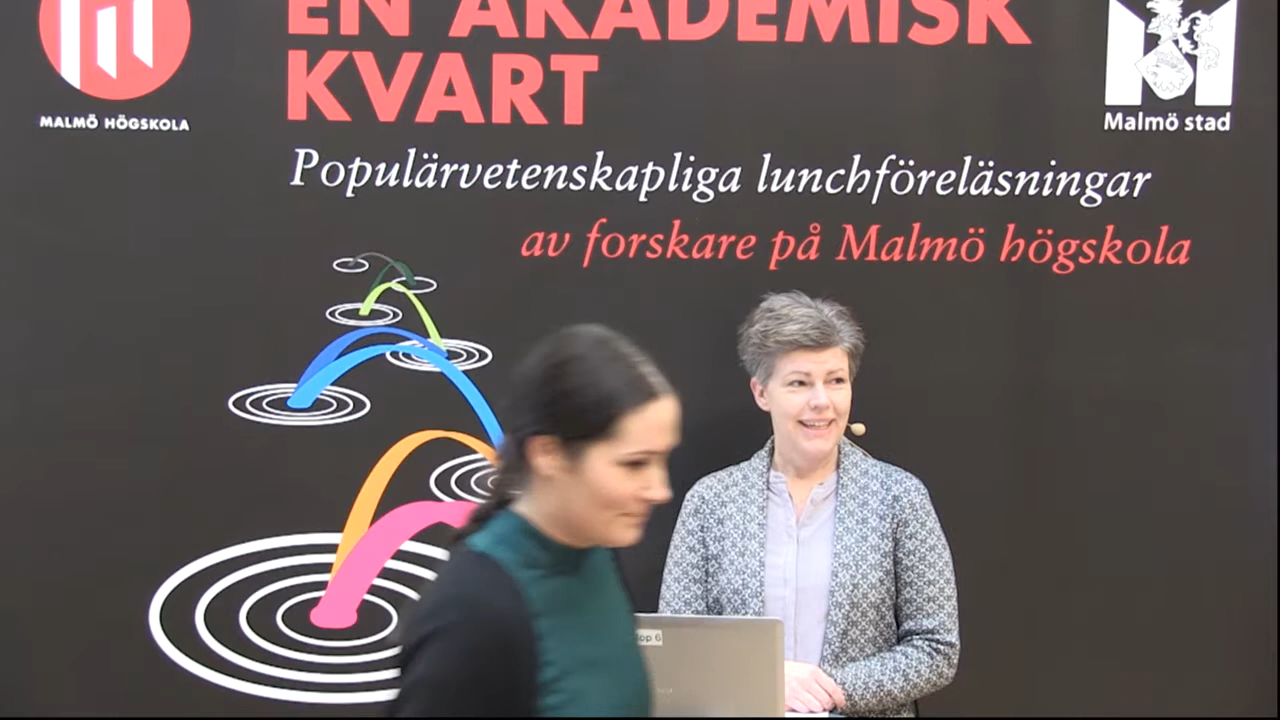 EN AKADEMISK
KVART
MALMÖ HÖGSKOLA
Malmö stad
Populärvetenskapliga lunchföreläsningar
av forskare på Malmö högskola